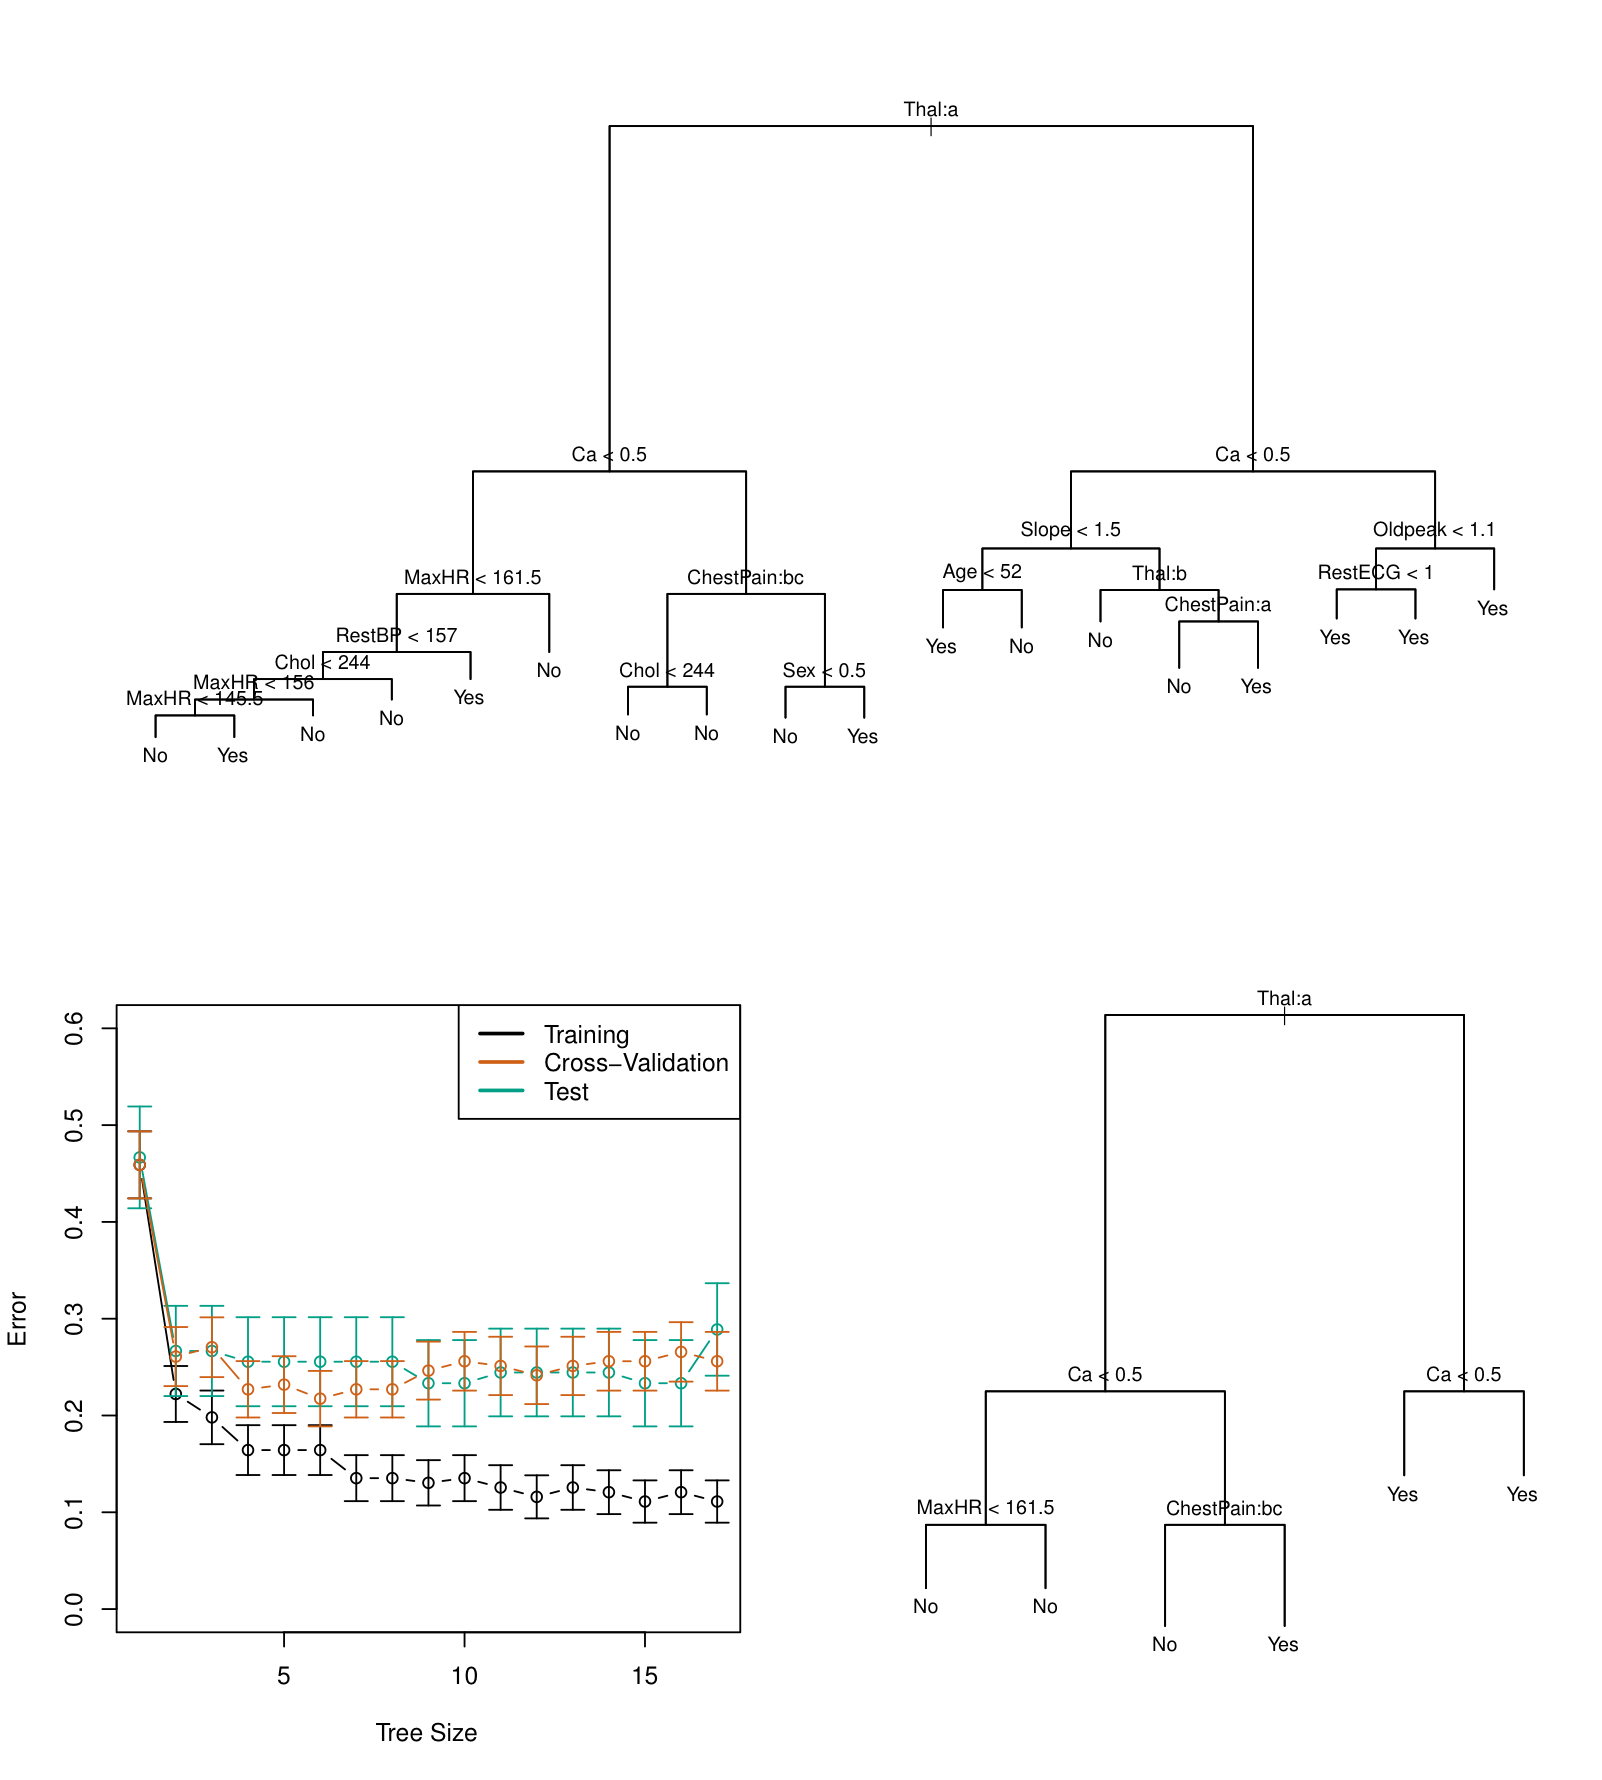 Thal:a
Ca < 0.5
Ca < 0.5
Slope < 1.5
Oldpeak < 1.1
MaxHR < 161.5
ChestPain:bc
Age < 52
Thal:b
RestECG < 1
ChestPain:a
Yes
RestBP < 157
Yes
No
No
Yes
Yes
Chol < 244
No
Chol < 244
Sex < 0.5
MaxHR < 156
Yes
No
Yes
MaxHR < 145.5
No
No
No
No
No
Yes
No
Yes
Training
Cross−Validation
Test
Error
0.6
0.5
0.4
0.3
0.2
0.1
0.0
5
10
15
Tree Size
Thal:a
Ca < 0.5
Ca < 0.5
MaxHR < 161.5
ChestPain:bc
Yes
Yes
No
No
No
Yes